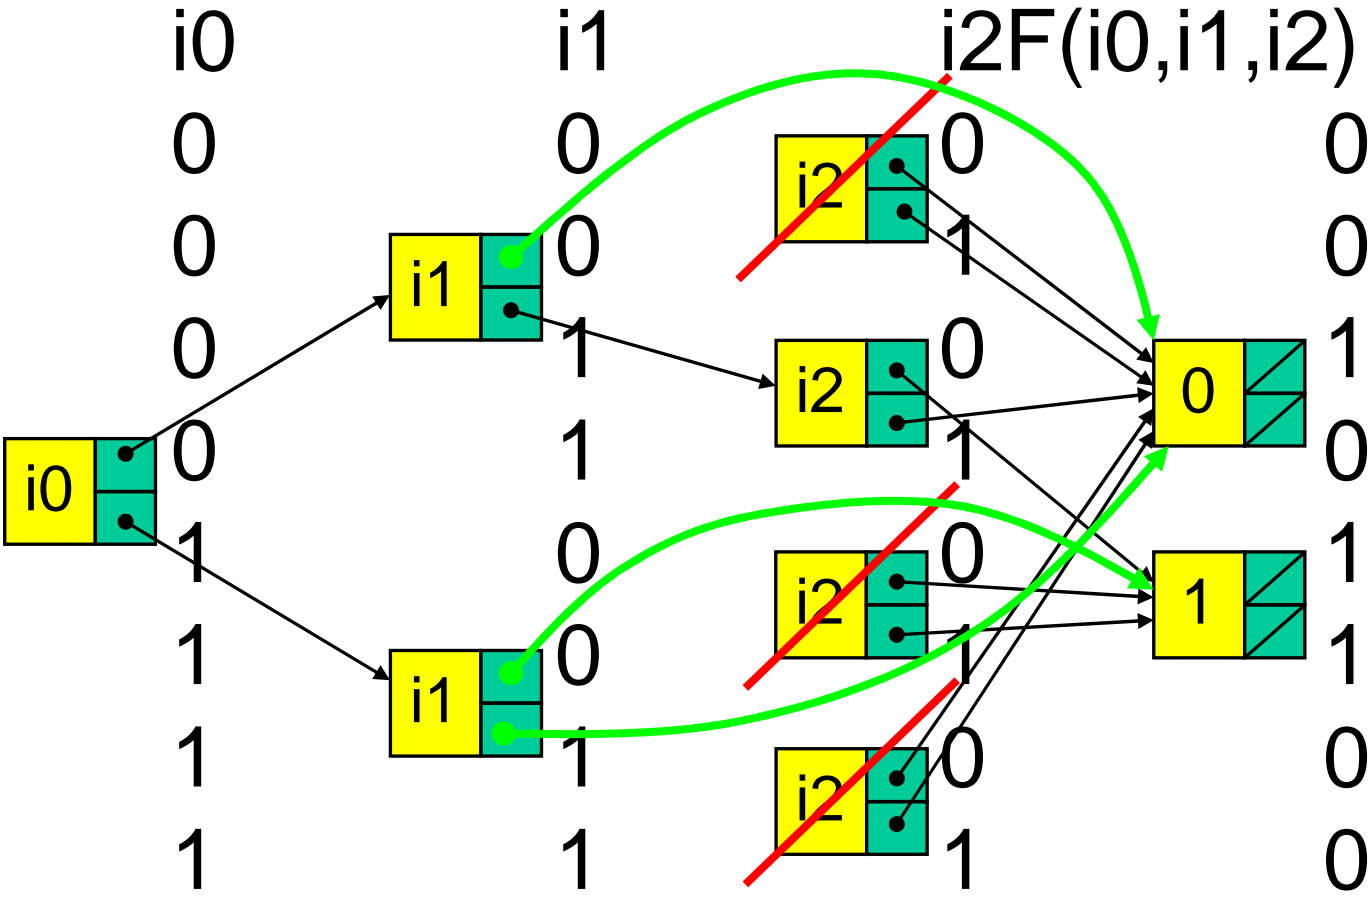 i0 i1 i2F(i0,i1,i2)
0 0 0 0
i2
0 0 1 0
i1
0 1 0 1
i2 0
0 1 1 0
i0
1 0 0 1
i2 1
1 0 1 1
i1
1 1 0 0
i2
1 1 1 0